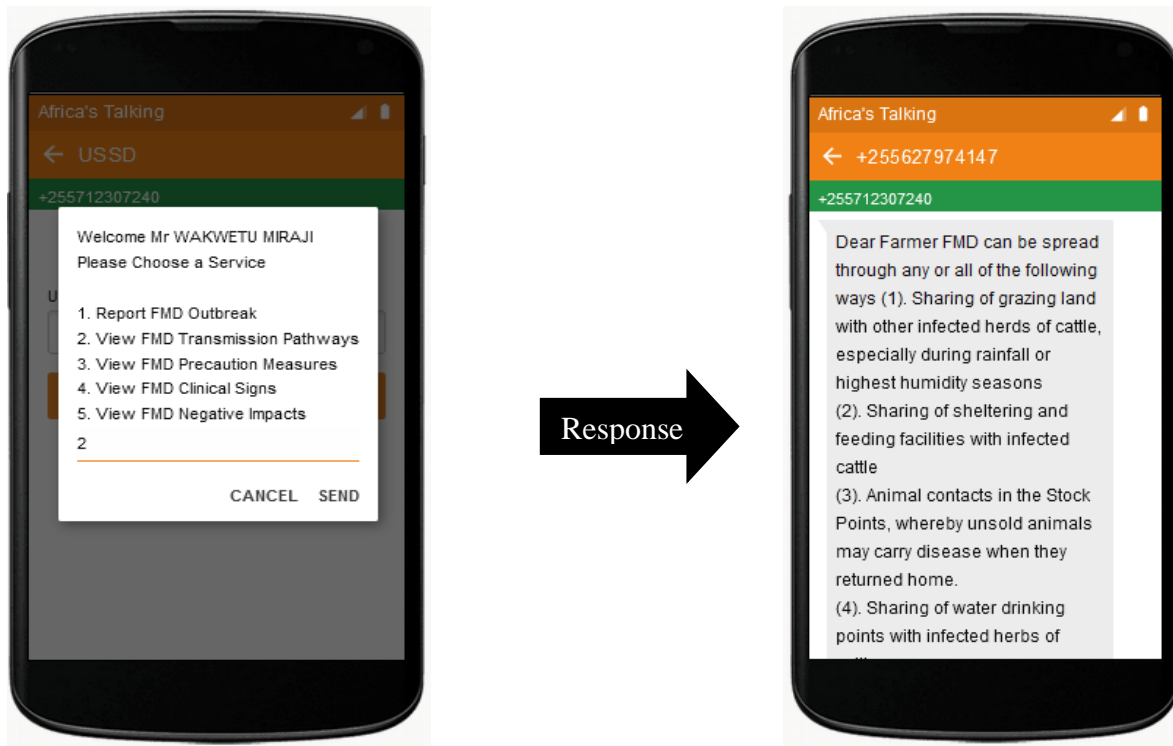 Africa's Talking
← USSD
+255712307240
Welcome Mr WAKWETU MIRAJI
Please Choose a Service
U
1. Report FMD Outbreak
2. View FMD Transmission Pathways
3. View FMD Precaution Measures
4. View FMD Clinical Signs
5. View FMD Negative Impacts
2
CANCEL SEND
Response
Africa's Talking
← +255627974147
+255712307240
Dear Farmer FMD can be spread
through any or all of the following
ways (1). Sharing of grazing land
with other infected herds of cattle,
especially during rainfall or
highest humidity seasons
(2). Sharing of sheltering and
feeding facilities with infected
cattle
(3). Animal contacts in the Stock
Points, whereby unsold animals
may carry disease when they
returned home.
(4). Sharing of water drinking
points with infected herbs of